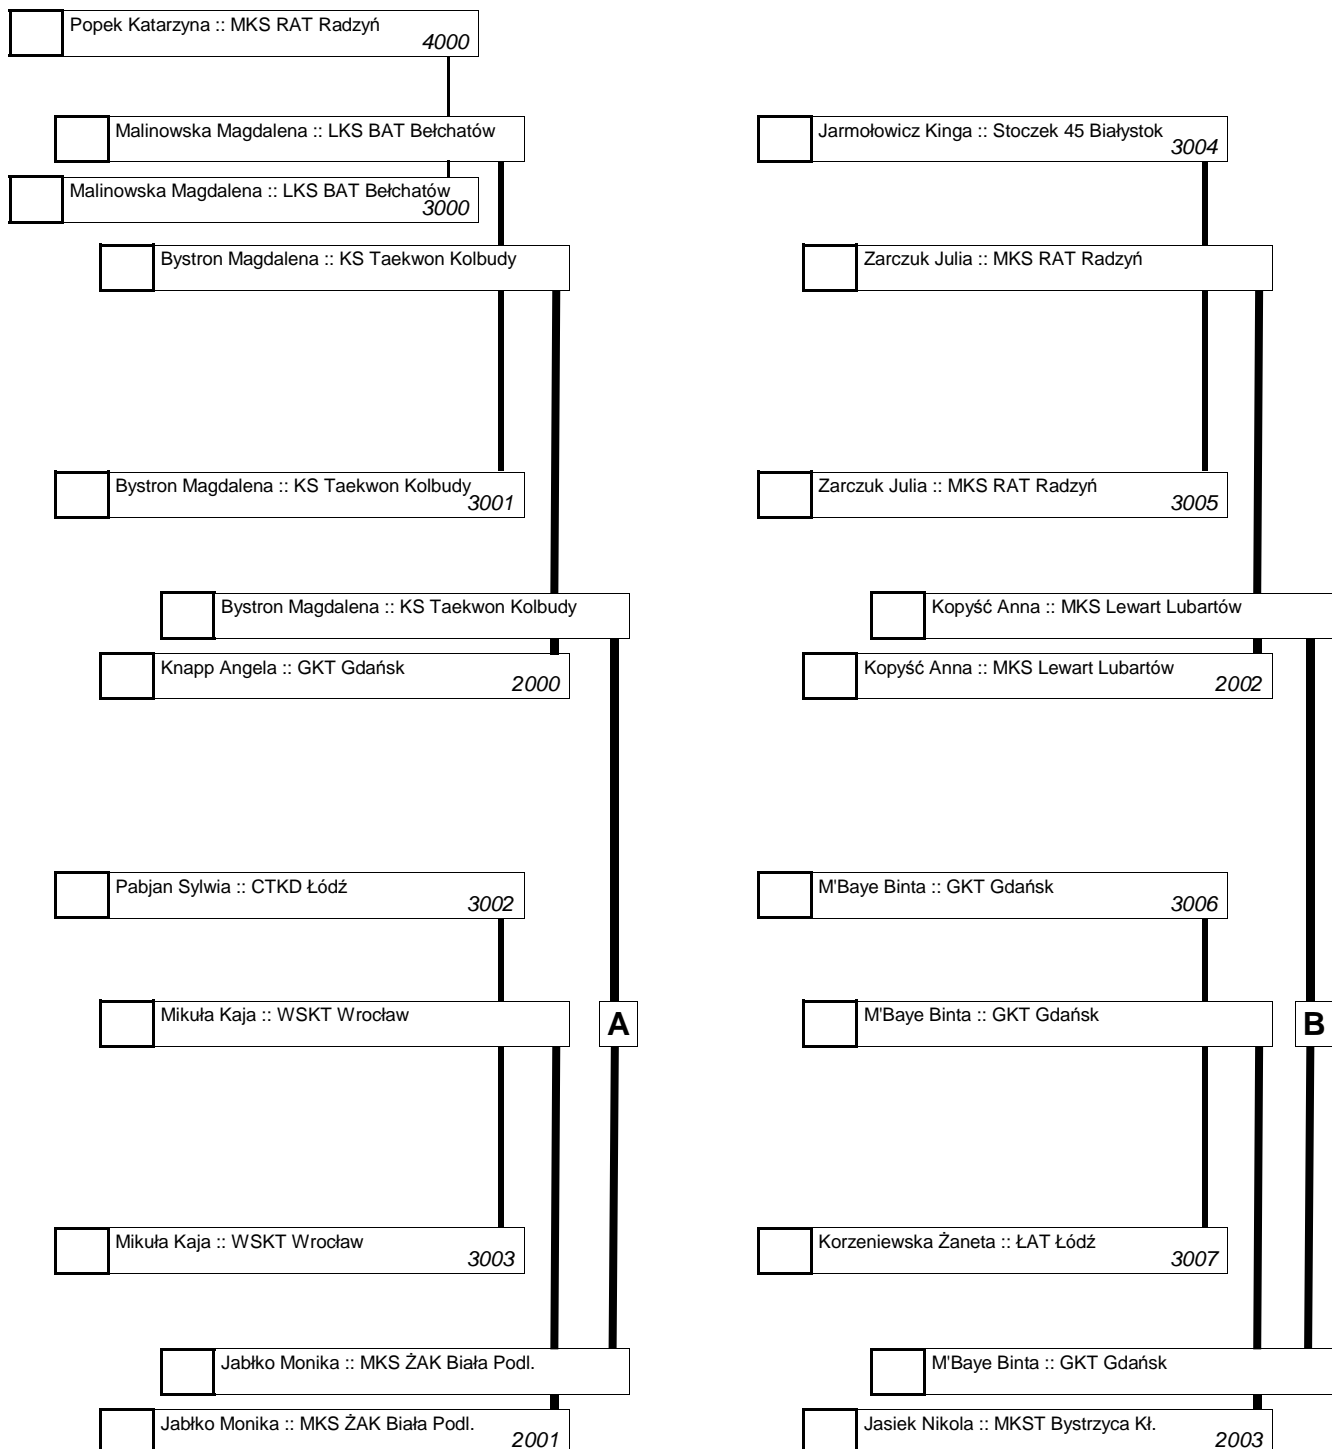 Popek Katarzyna :: MKS RAT Radzyń
4000
Malinowska Magdalena :: LKS BAT Bełchatów
Malinowska Magdalena :: LKS BAT Bełchatów
3000
Bystron Magdalena :: KS Taekwon Kolbudy
Bystron Magdalena :: KS Taekwon Kolbudy
3001
Bystron Magdalena :: KS Taekwon Kolbudy
Knapp Angela :: GKT Gdańsk
2000
Pabjan Sylwia :: CTKD Łódź
3002
Mikuła Kaja :: WSKT Wrocław
A
Mikuła Kaja :: WSKT Wrocław
3003
Jabłko Monika :: MKS ŻAK Biała Podl.
Jabłko Monika :: MKS ŻAK Biała Podl.
2001
Jarmołowicz Kinga :: Stoczek 45 Białystok
3004
Zarczuk Julia :: MKS RAT Radzyń
Zarczuk Julia :: MKS RAT Radzyń
3005
Kopyść Anna :: MKS Lewart Lubartów
Kopyść Anna :: MKS Lewart Lubartów
2002
M'Baye Binta :: GKT Gdańsk
3006
M'Baye Binta :: GKT Gdańsk
B
Korzeniewska Żaneta :: ŁAT Łódź
3007
M'Baye Binta :: GKT Gdańsk
Jasiek Nikola :: MKST Bystrzyca Kł.
2003